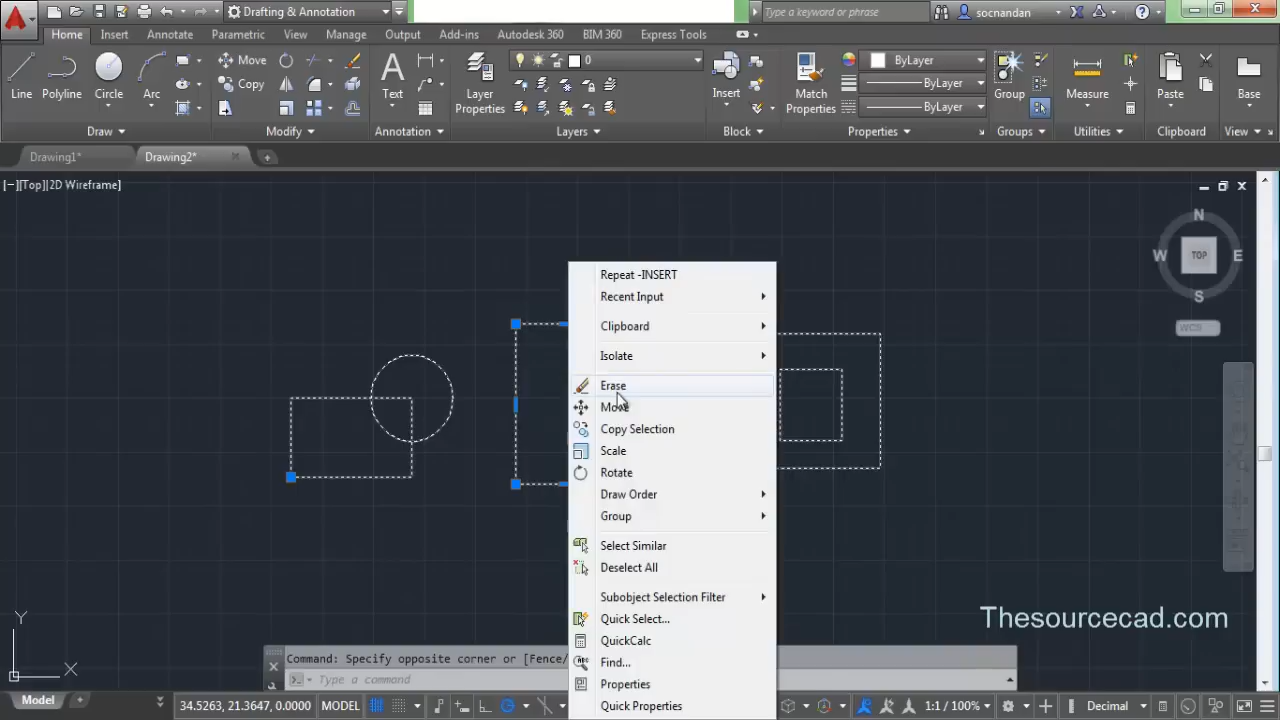 Drafting & Annotation
Type a keyword or phrase
socnandan
Home Insert Annotate Parametric View Manage Output Add-ins Autodesk 360 BIM 360 Express Tools
Line Polyline Circle Arc
Move
Copy
Text
Layer Properties
0
Insert
Match Properties
ByLayer
ByLayer
ByLayer
Group
Measure
Paste
Base
Draw Modify Annotation Layers Block Properties Groups Utilities Clipboard View
Drawing1* Drawing2*
[−][Top][2D Wireframe]
N
W TOP E
S
WCS
Repeat -INSERT
Recent Input
Clipboard
Isolate
Erase
Move
Copy Selection
Scale
Rotate
Draw Order
Group
Select Similar
Deselect All
Subobject Selection Filter
Quick Select...
QuickCalc
Find...
Properties
Quick Properties
Thesourcecad.com
Y
X
Command: Specify opposite corner or [Fence/
Type a command
Model
34.5263, 21.3647, 0.0000 MODEL 1:1 / 100% Decimal